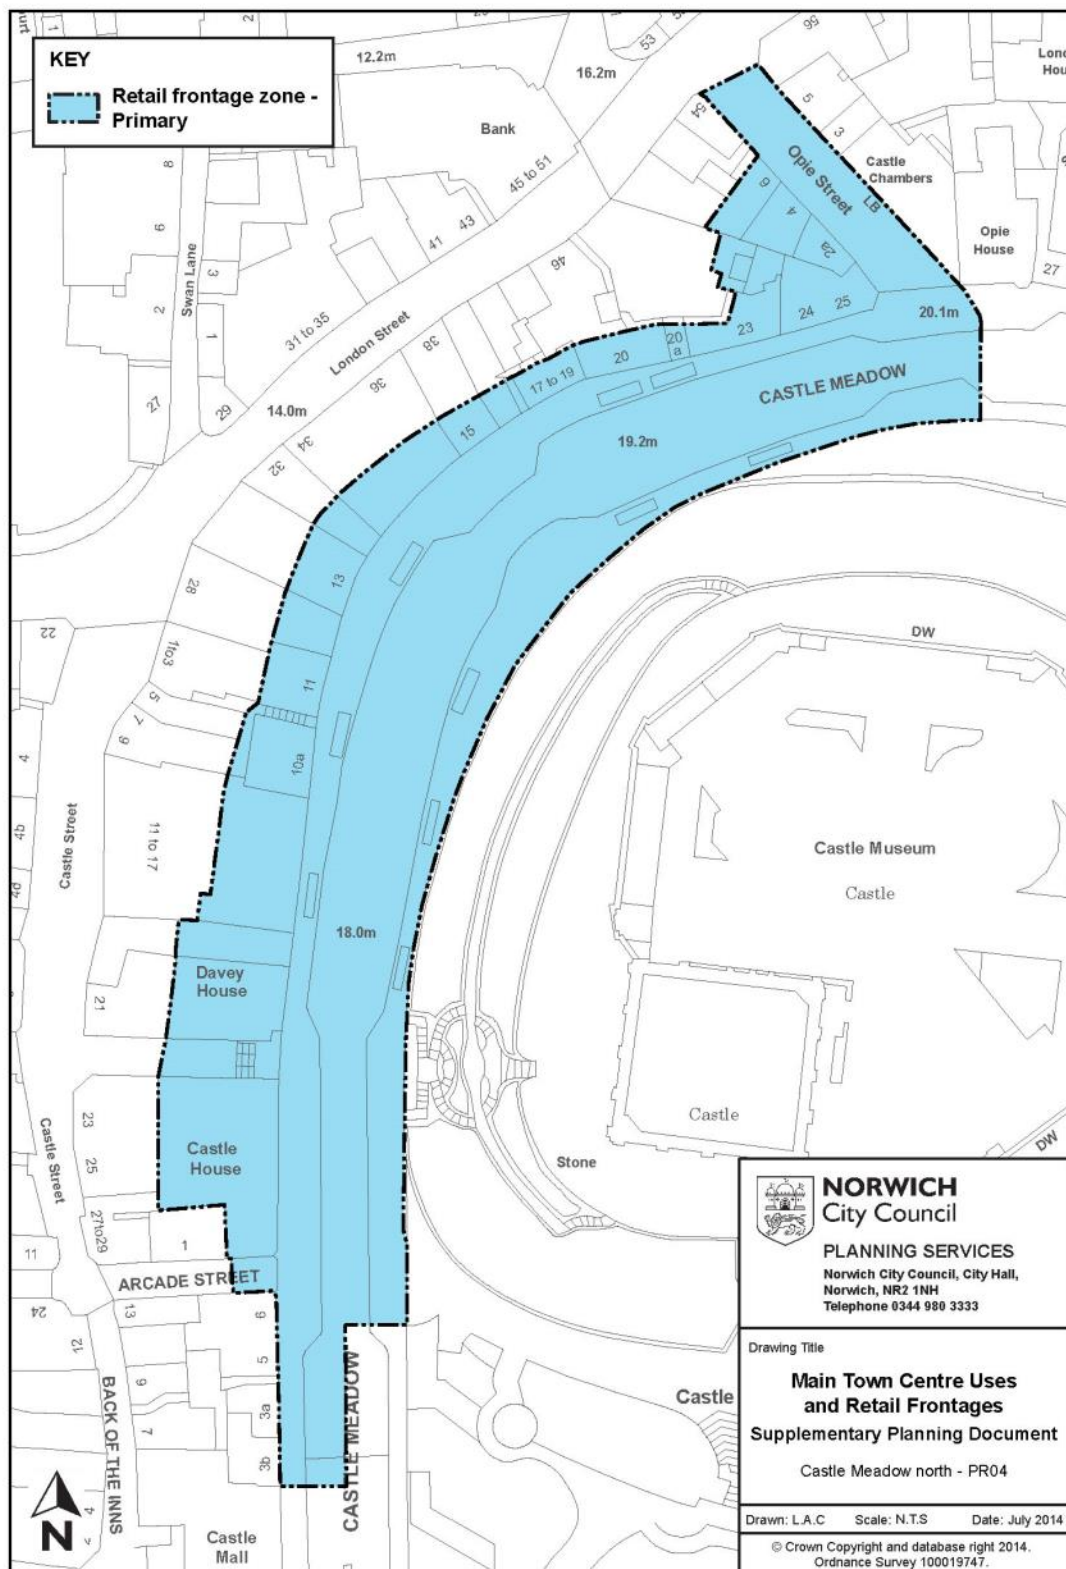 KEY
Retail frontage zone -
Primary
2
1
12.2m
16.2m
53
56
Bank
8
54
5
3
Opie Street
Castle
Chambers
LB
Opie
House
27
45 to 51
43
41
6
4
2a
6
Swan Lane
3
2
1
31 to 35
London Street
46
38
36
34
32
14.0m
29
27
20.1m
25
24
23
20
a
20
17 to 19
15
CASTLE MEADOW
19.2m
28
13
22
1to3
5
7
9
11
10a
DW
4
4b
4d
Castle Street
11 to 17
Castle Museum
Castle
18.0m
Davey
House
21
Castle
Castle
House
23
25
Castle Street
27to29
1
11
Stone
DW
ARCADE STREET
24
13
12
6
5
9
3a
7
3b
BACK OF THE INNS
CASTLE MEADOW
Castle
4
N
Castle
Mall
NORWICH
City Council
PLANNING SERVICES
Norwich City Council, City Hall,
Norwich, NR2 1NH
Telephone 0344 980 3333
Drawing Title
Main Town Centre Uses
and Retail Frontages
Supplementary Planning Document
Castle Meadow north - PR04
Drawn: L.A.C Scale: N.T.S Date: July 2014
© Crown Copyright and database right 2014.
Ordnance Survey 100019747.